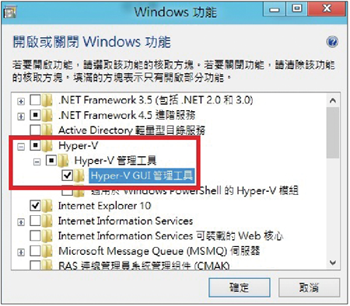 Windows 功能
開啟或關閉 Windows 功能
若要開啟功能，請選取該功能的核取方塊。若要關閉功能，請清除該功能的核取方塊。填滿的方塊表示只有開啟部分功能。
.NET Framework 3.5 (包括 .NET 2.0 和 3.0)
.NET Framework 4.5 進階服務
Active Directory 輕量型目錄服務
Hyper-V
Hyper-V 管理工具
Hyper-V GUI 管理工具
適用於 Windows PowerShell 的 Hyper-V 模組
Internet Explorer 10
Internet Information Services
Internet Information Services 可裝載的 Web 核心
Microsoft Message Queue (MSMQ) 伺服器
RAS 連線管理員系統管理組件 (CMAK)
確定
取消